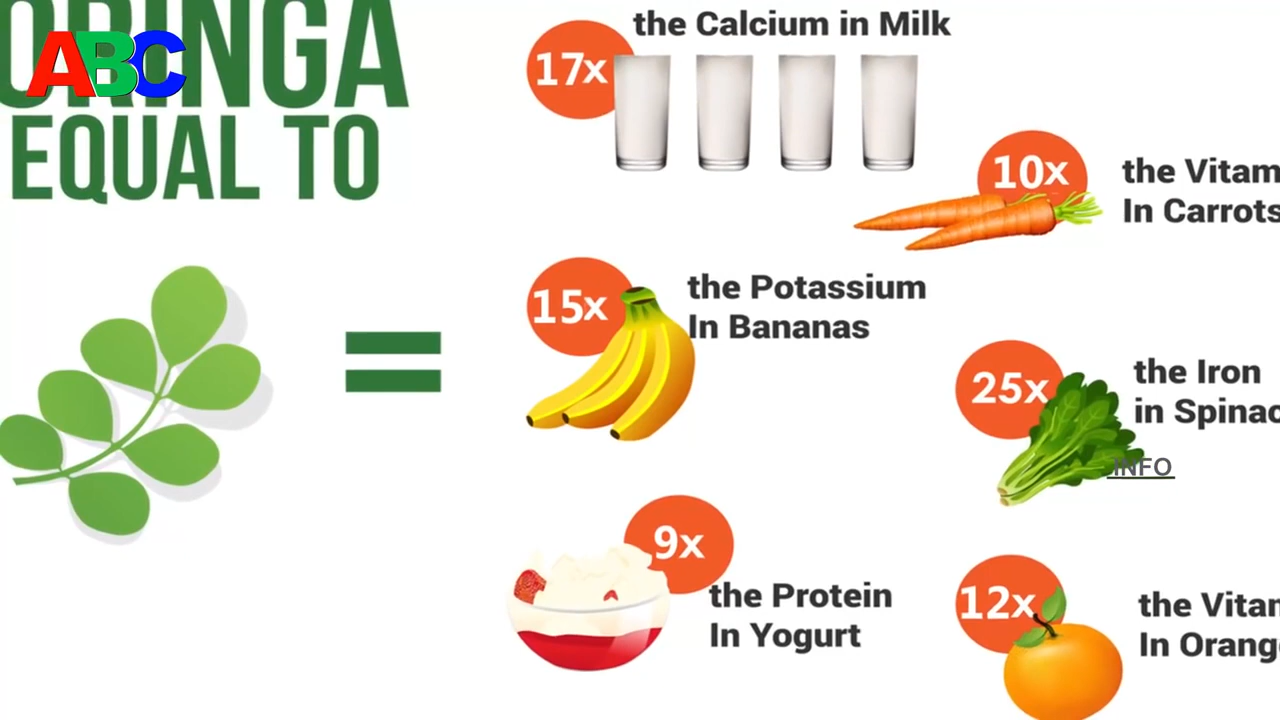 ORINGA
ABC
EQUAL TO
17x
the Calcium in Milk
10x
the Vitam
In Carrots
15x
the Potassium
In Bananas
25x
the Iron
in Spinac
INFO
9x
the Protein
In Yogurt
12x
the Vitan
In Orang